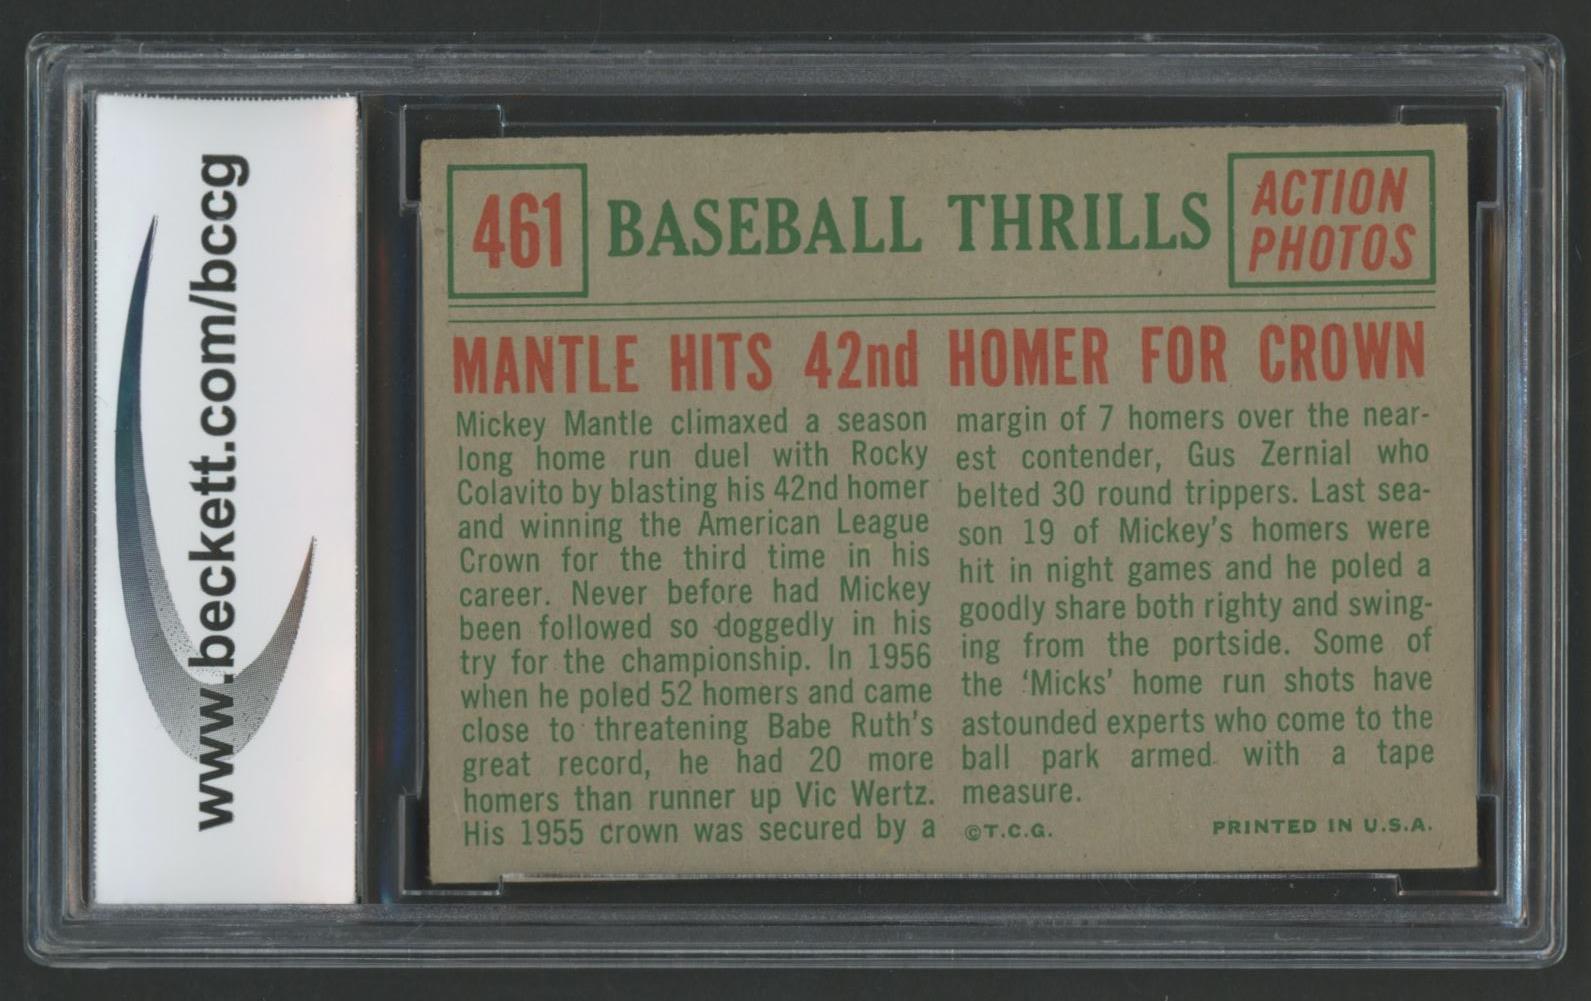 www.beckett.com/bccg
461
BASEBALL THRILLS
ACTION
PHOTOS
MANTLE HITS 42nd HOMER FOR CROWN
Mickey Mantle climaxed a season
long home run duel with Rocky
Colavito by blasting his 42nd homer
and winning the American League
Crown for the third time in his
career. Never before had Mickey
been followed so doggedly in his
try for the championship. In 1956
when he poled 52 homers and came
close to threatening Babe Ruth's
great record, he had 20 more
homers than runner up Vic Wertz.
His 1955 crown was secured by a
margin of 7 homers over the near-
est contender, Gus Zernial who
belted 30 round trippers. Last sea-
son 19 of Mickey's homers were
hit in night games and he poled a
goodly share both righty and swing-
ing from the portside. Some of
the 'Micks' home run shots have
astounded experts who come to the
ball park armed with a tape
measure.
©T.C.G.
PRINTED IN U.S.A.